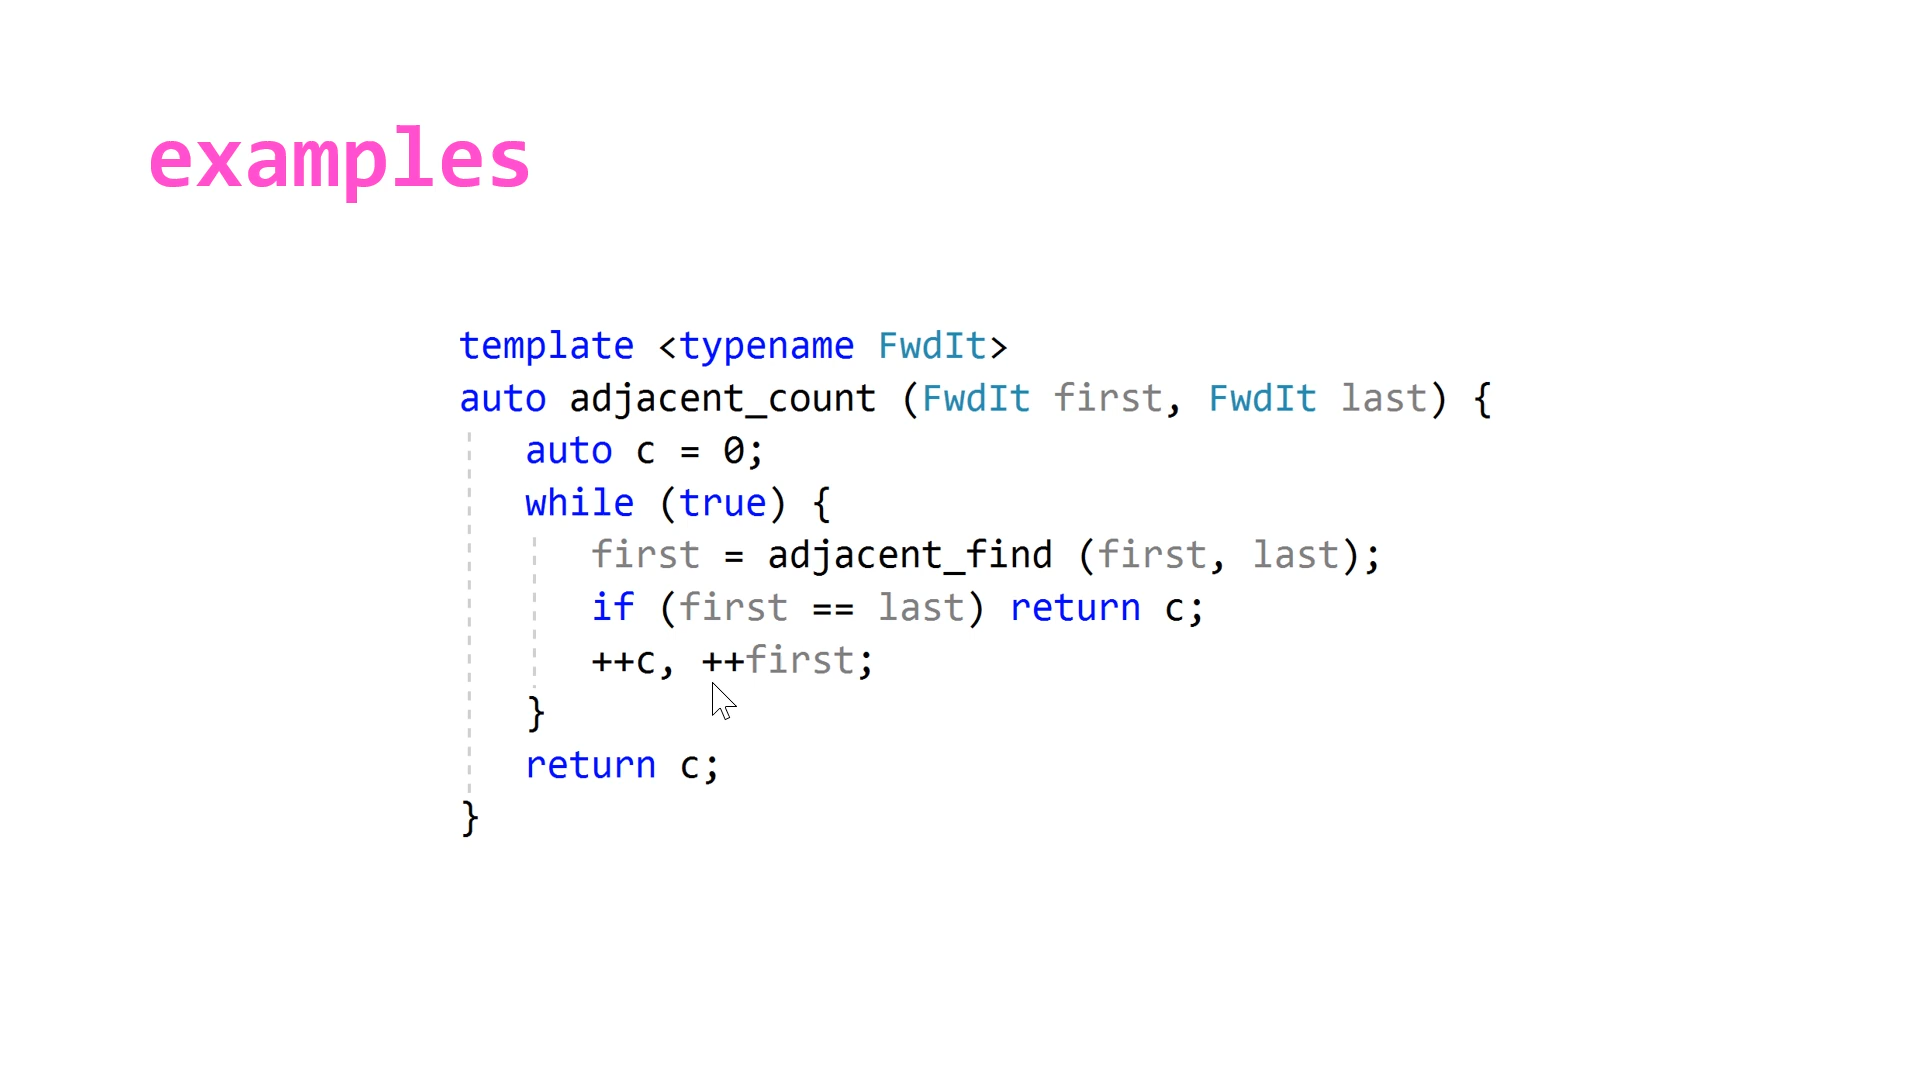 examples
template <typename FwdIt>
auto adjacent_count (FwdIt first, FwdIt last) {
auto c = 0;
while (true) {
first = adjacent_find (first, last);
if (first == last) return c;
++c, ++first;
}
return c;
}